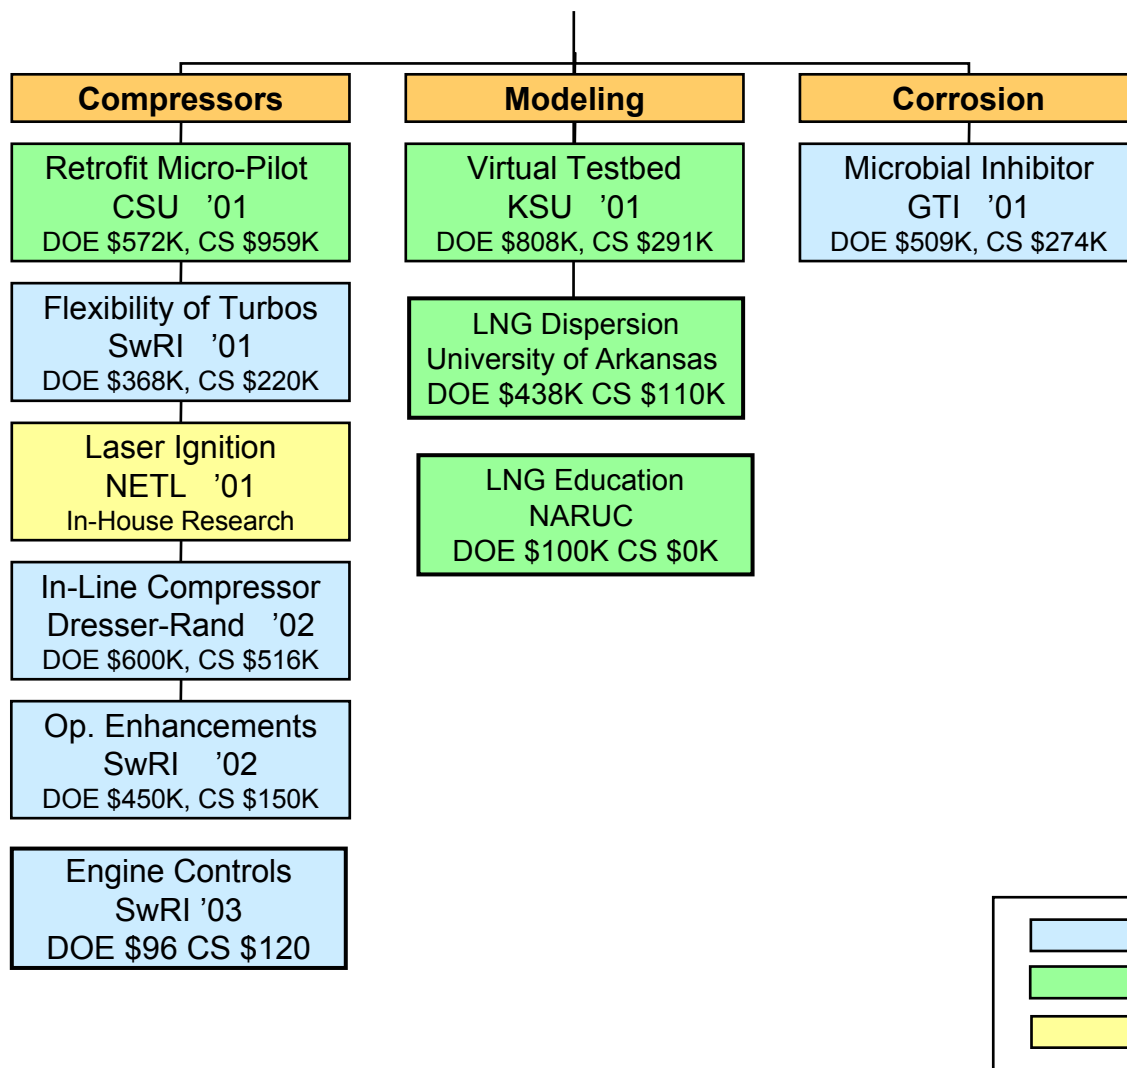 Compressors
Retrofit Micro-Pilot
CSU ’01
DOE $572K, CS $959K
Flexibility of Turbos
SwRI ’01
DOE $368K, CS $220K
Laser Ignition
NETL ’01
In-House Research
In-Line Compressor
Dresser-Rand ’02
DOE $600K, CS $516K
Op. Enhancements
SwRI ’02
DOE $450K, CS $150K
Engine Controls
SwRI ’03
DOE $96 CS $120
Modeling
Virtual Testbed
KSU ’01
DOE $808K, CS $291K
LNG Dispersion
University of Arkansas
DOE $438K CS $110K
LNG Education
NARUC
DOE $100K CS $0K
Corrosion
Microbial Inhibitor
GTI ’01
DOE $509K, CS $274K